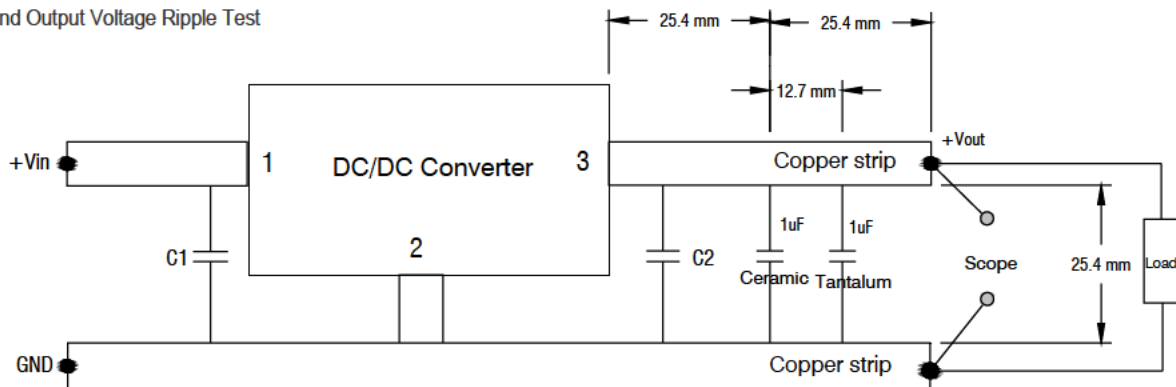 nd Output Voltage Ripple Test
25.4 mm
25.4 mm
12.7 mm
+Vin
1
DC/DC Converter
3
Copper strip
+Vout
2
C1
C2
1uF
1uF
Ceramic
Tantalum
Scope
25.4 mm
Load
GND
Copper strip